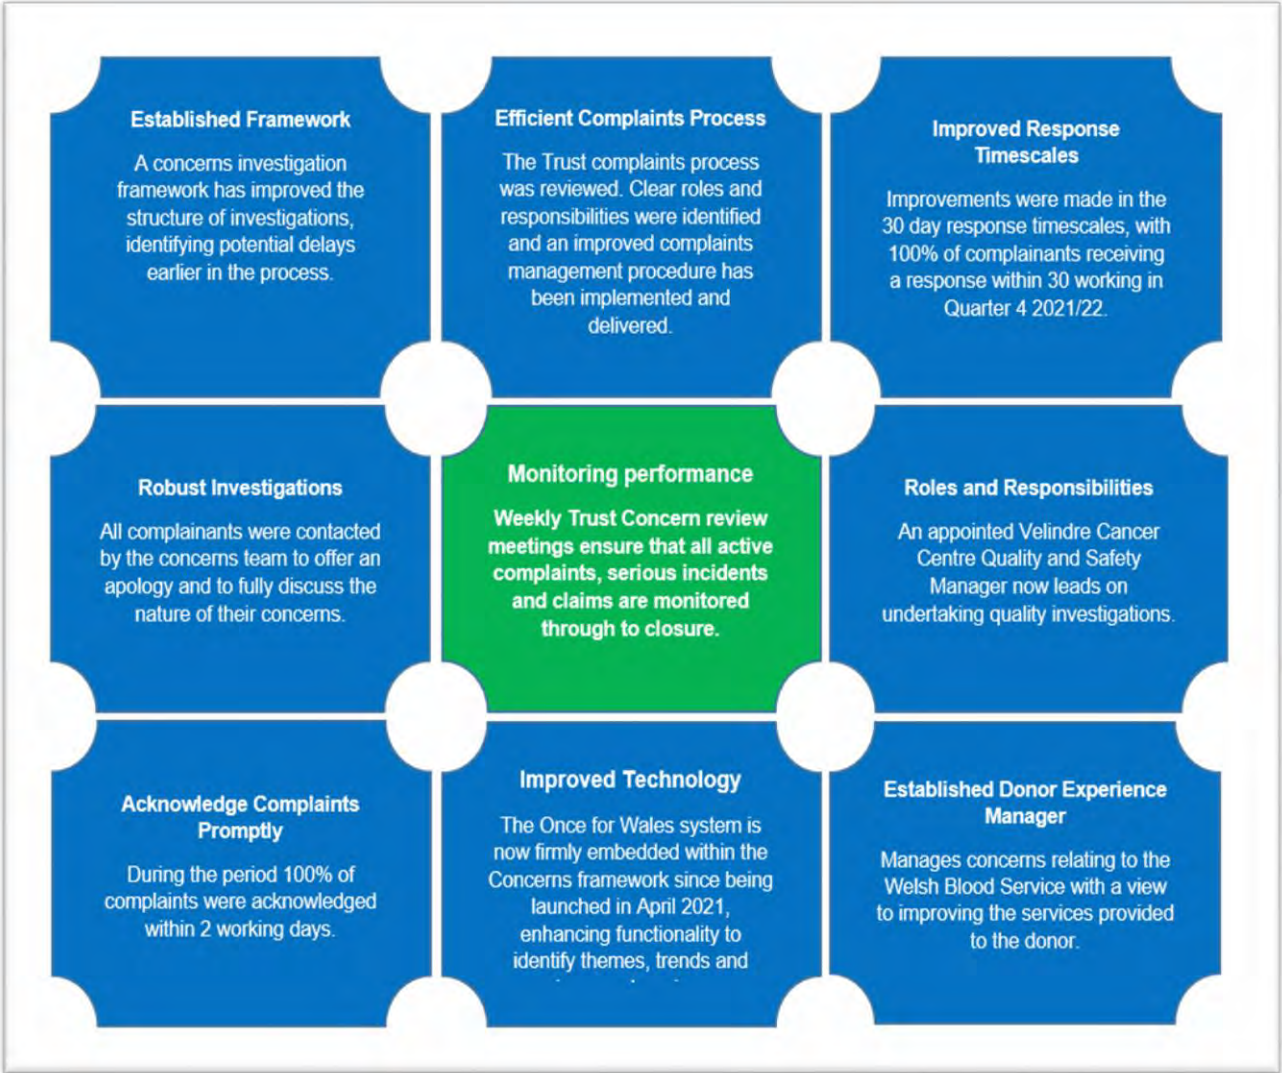 Established Framework
A concerns investigation
framework has improved the
structure of investigations,
identifying potential delays
earlier in the process.
Efficient Complaints Process
The Trust complaints process
was reviewed. Clear roles and
responsibilities were identified
and an improved complaints
management procedure has
been implemented and
delivered.
Improved Response
Timescales
Improvements were made in the
30 day response timescales, with
100% of complainants receiving
a response within 30 working in
Quarter 4 2021/22.
Robust Investigations
All complainants were contacted
by the concerns team to offer an
apology and to fully discuss the
nature of their concerns.
Monitoring performance
Weekly Trust Concern review
meetings ensure that all active
complaints, serious incidents
and claims are monitored
through to closure.
Roles and Responsibilities
An appointed Velindre Cancer
Centre Quality and Safety
Manager now leads on
undertaking quality investigations.
Acknowledge Complaints
Promptly
During the period 100% of
complaints were acknowledged
within 2 working days.
Improved Technology
The Once for Wales system is
now firmly embedded within the
Concerns framework since being
launched in April 2021,
enhancing functionality to
identify themes, trends and
Established Donor Experience
Manager
Manages concerns relating to the
Welsh Blood Service with a view
to improving the services provided
to the donor.